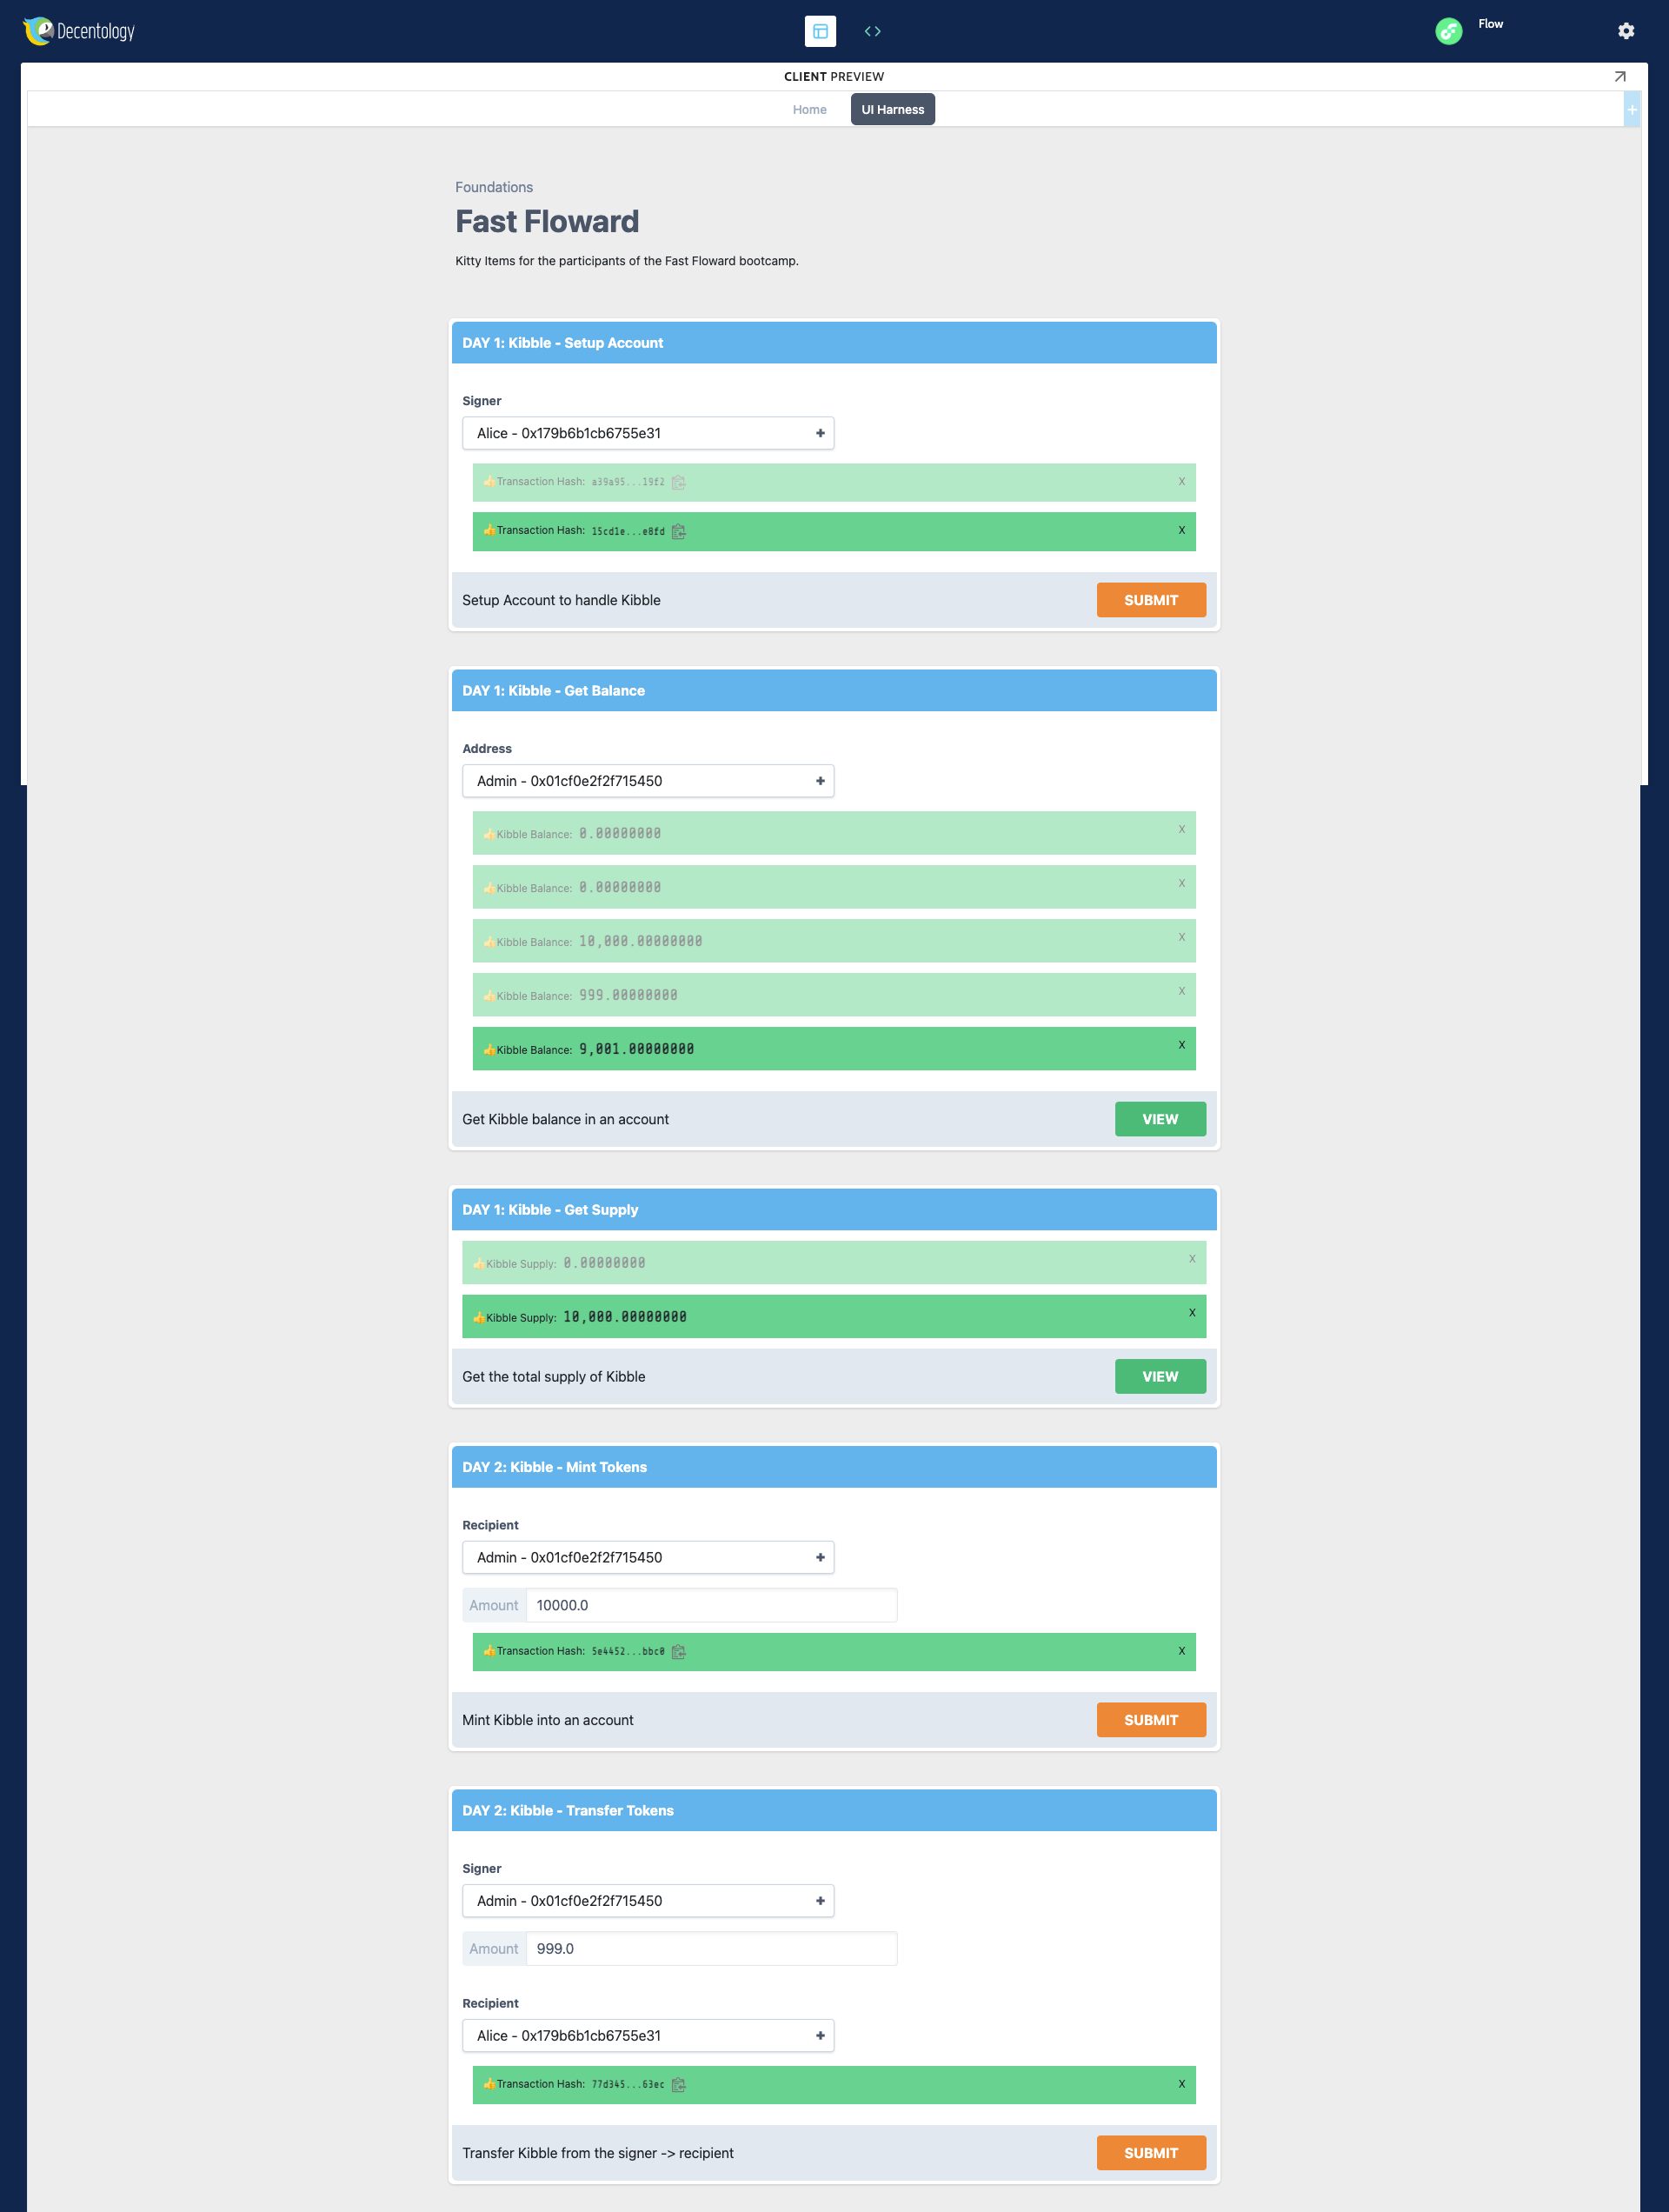 Decentology
Flow
CLIENT PREVIEW
Home
UI Harness
+
Foundations
Fast Floward
Kitty Items for the participants of the Fast Floward bootcamp.
DAY 1: Kibble - Setup Account
Signer
Alice - 0x179b6b1cb6755e31 +
👍Transaction Hash: a39a95...19f2 X
👍Transaction Hash: 15cd1e...e8fd X
Setup Account to handle Kibble SUBMIT
DAY 1: Kibble - Get Balance
Address
Admin - 0x01cf0e2f2f715450 +
👍Kibble Balance: 0.00000000 X
👍Kibble Balance: 0.00000000 X
👍Kibble Balance: 10,000.00000000 X
👍Kibble Balance: 999.00000000 X
👍Kibble Balance: 9,001.00000000 X
Get Kibble balance in an account VIEW
DAY 1: Kibble - Get Supply
👍Kibble Supply: 0.00000000 X
👍Kibble Supply: 10,000.00000000 X
Get the total supply of Kibble VIEW
DAY 2: Kibble - Mint Tokens
Recipient
Admin - 0x01cf0e2f2f715450 +
Amount 10000.0
👍Transaction Hash: 5e4452...bbc0 X
Mint Kibble into an account SUBMIT
DAY 2: Kibble - Transfer Tokens
Signer
Admin - 0x01cf0e2f2f715450 +
Amount 999.0
Recipient
Alice - 0x179b6b1cb6755e31 +
👍Transaction Hash: 77d345...63ec X
Transfer Kibble from the signer -> recipient SUBMIT